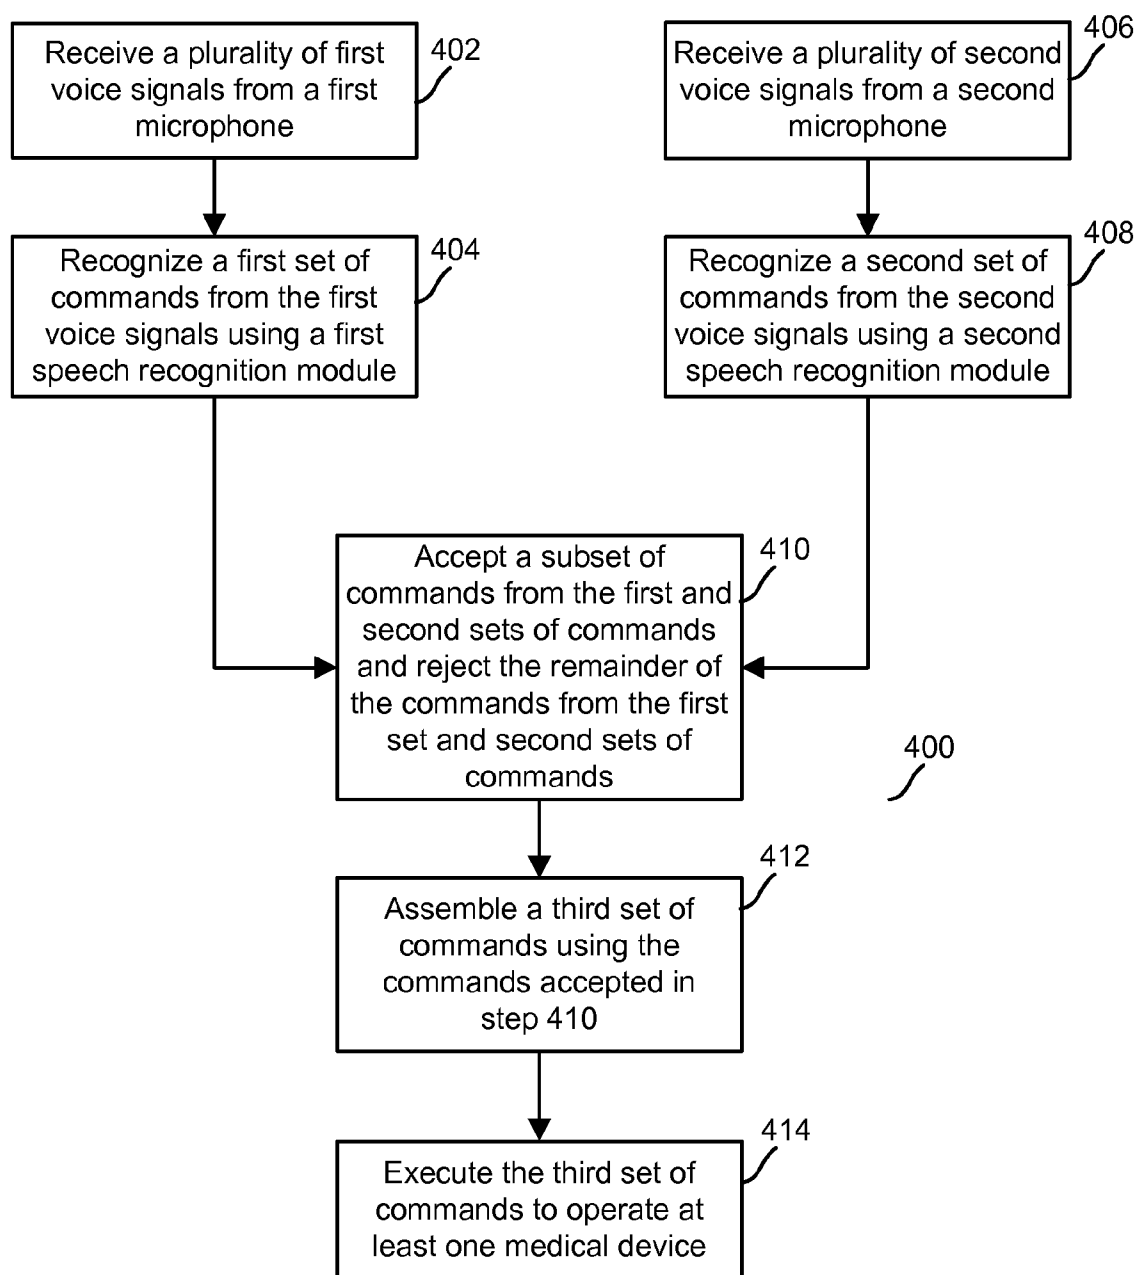 Receive a plurality of first
voice signals from a first
microphone
402
Receive a plurality of second
voice signals from a second
microphone
406
Recognize a first set of
commands from the first
voice signals using a first
speech recognition module
404
Recognize a second set of
commands from the second
voice signals using a second
speech recognition module
408
Accept a subset of
commands from the first and
second sets of commands
and reject the remainder of
the commands from the first
set and second sets of
commands
410
400
Assemble a third set of
commands using the
commands accepted in
step 410
412
Execute the third set of
commands to operate at
least one medical device
414